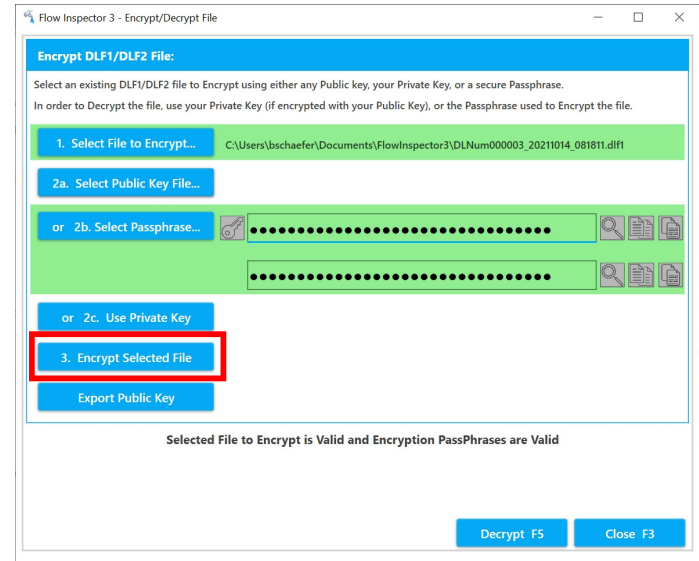 Flow Inspector 3 - Encrypt/Decrypt File
Encrypt DLF1/DLF2 File:
Select an existing DLF1/DLF2 file to Encrypt using either any Public key, your Private Key, or a secure Passphrase.
In order to Decrypt the file, use your Private Key (if encrypted with your Public Key), or the Passphrase used to Encrypt the file.
1. Select File to Encrypt...
C:\Users\bschaefer\Documents\FlowInspector3\DLNum000003_20211014_081811.dlf1
2a. Select Public Key File...
or 2b. Select Passphrase...
or 2c. Use Private Key
3. Encrypt Selected File
Export Public Key
Selected File to Encrypt is Valid and Encryption PassPhrases are Valid
Decrypt F5
Close F3